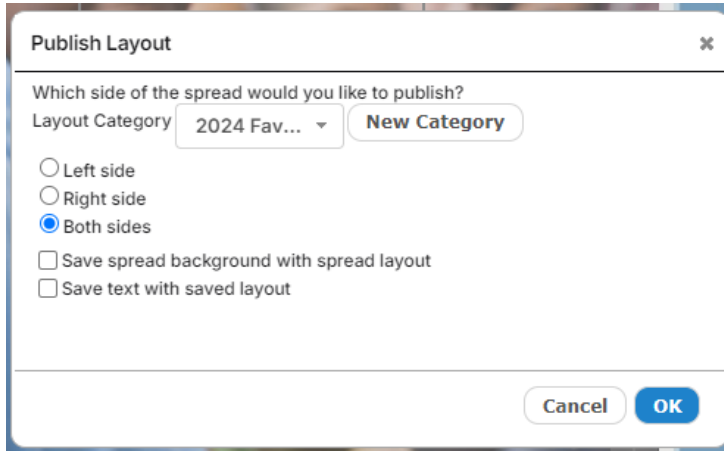 Publish Layout
Which side of the spread would you like to publish?
Layout Category 2024 Fav... New Category
Left side
Right side
Both sides
Save spread background with spread layout
Save text with saved layout
Cancel OK